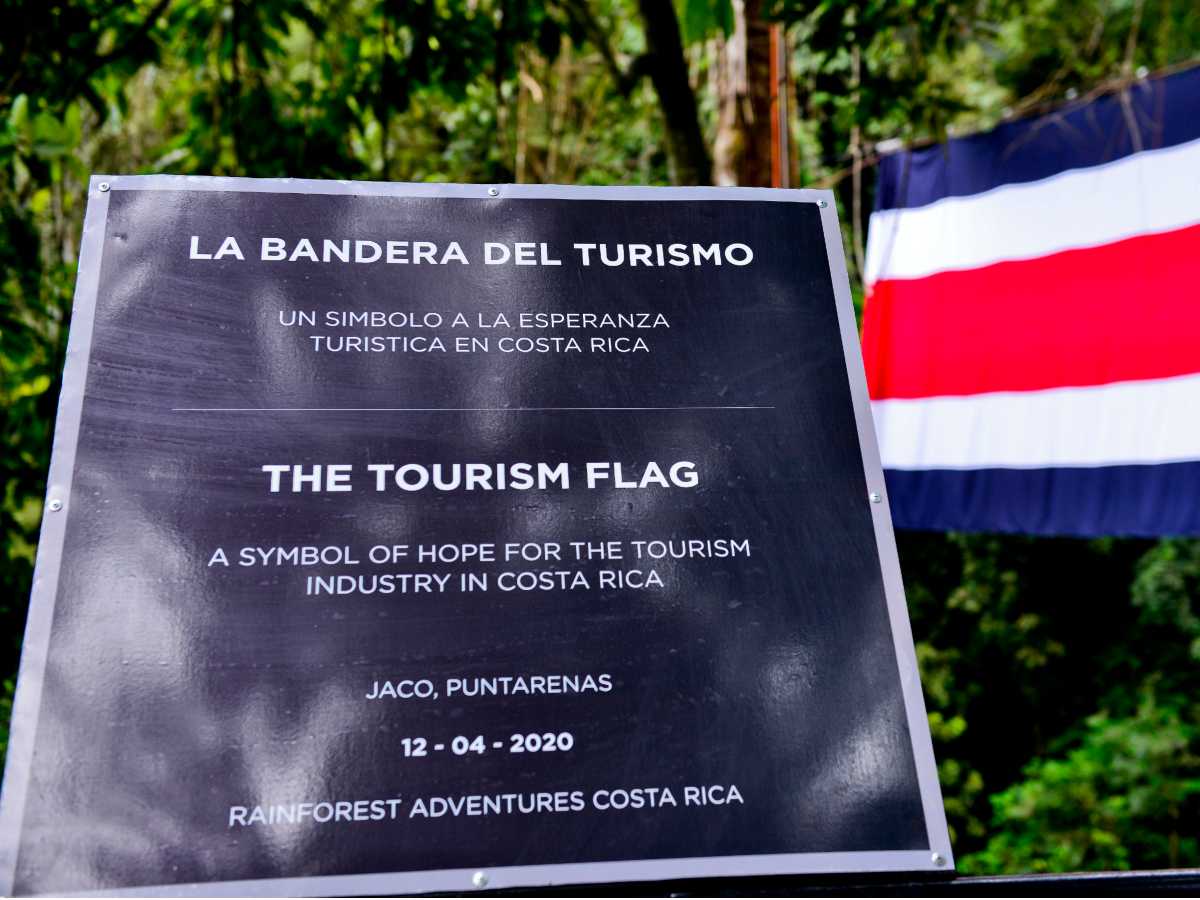 LA BANDERA DEL TURISMO
UN SIMBOLO A LA ESPERANZA
TURISTICA EN COSTA RICA
THE TOURISM FLAG
A SYMBOL OF HOPE FOR THE TOURISM
INDUSTRY IN COSTA RICA
JACO, PUNTARENAS
12 - 04 - 2020
RAINFOREST ADVENTURES COSTA RICA